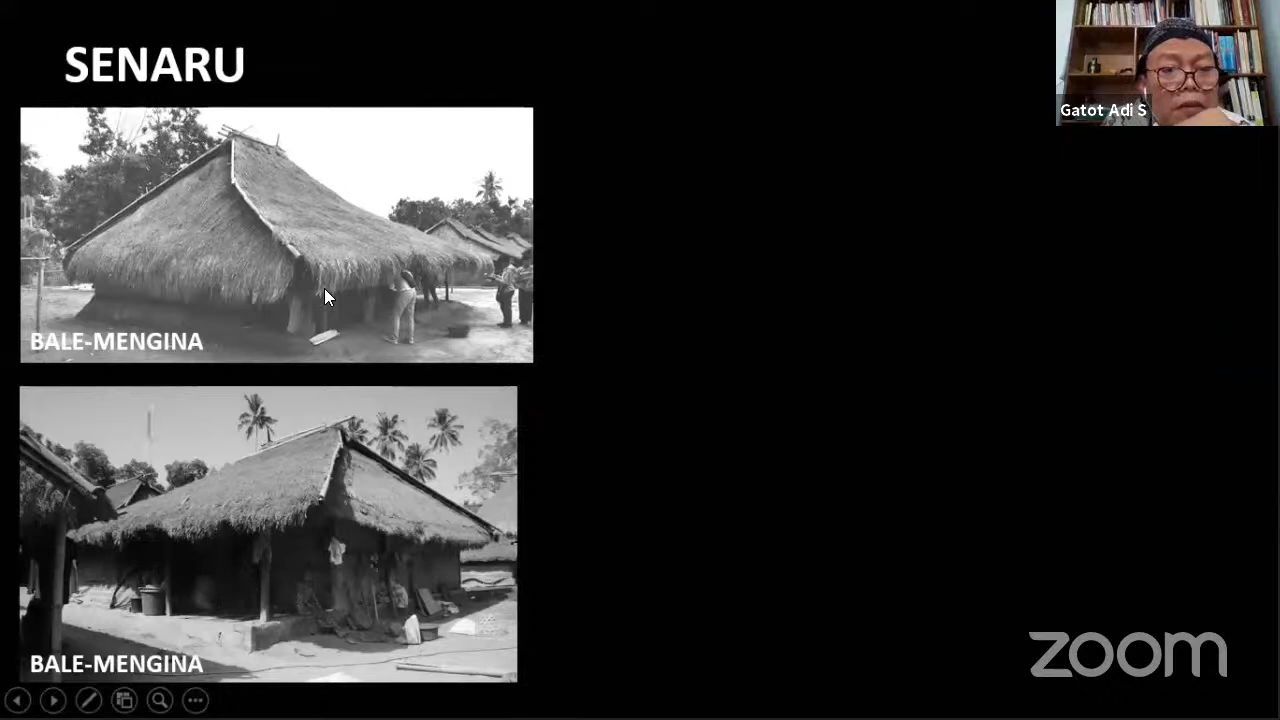 SENARU
Gatot Adi S
BALE-MENGINA
BALE-MENGINA
zoom